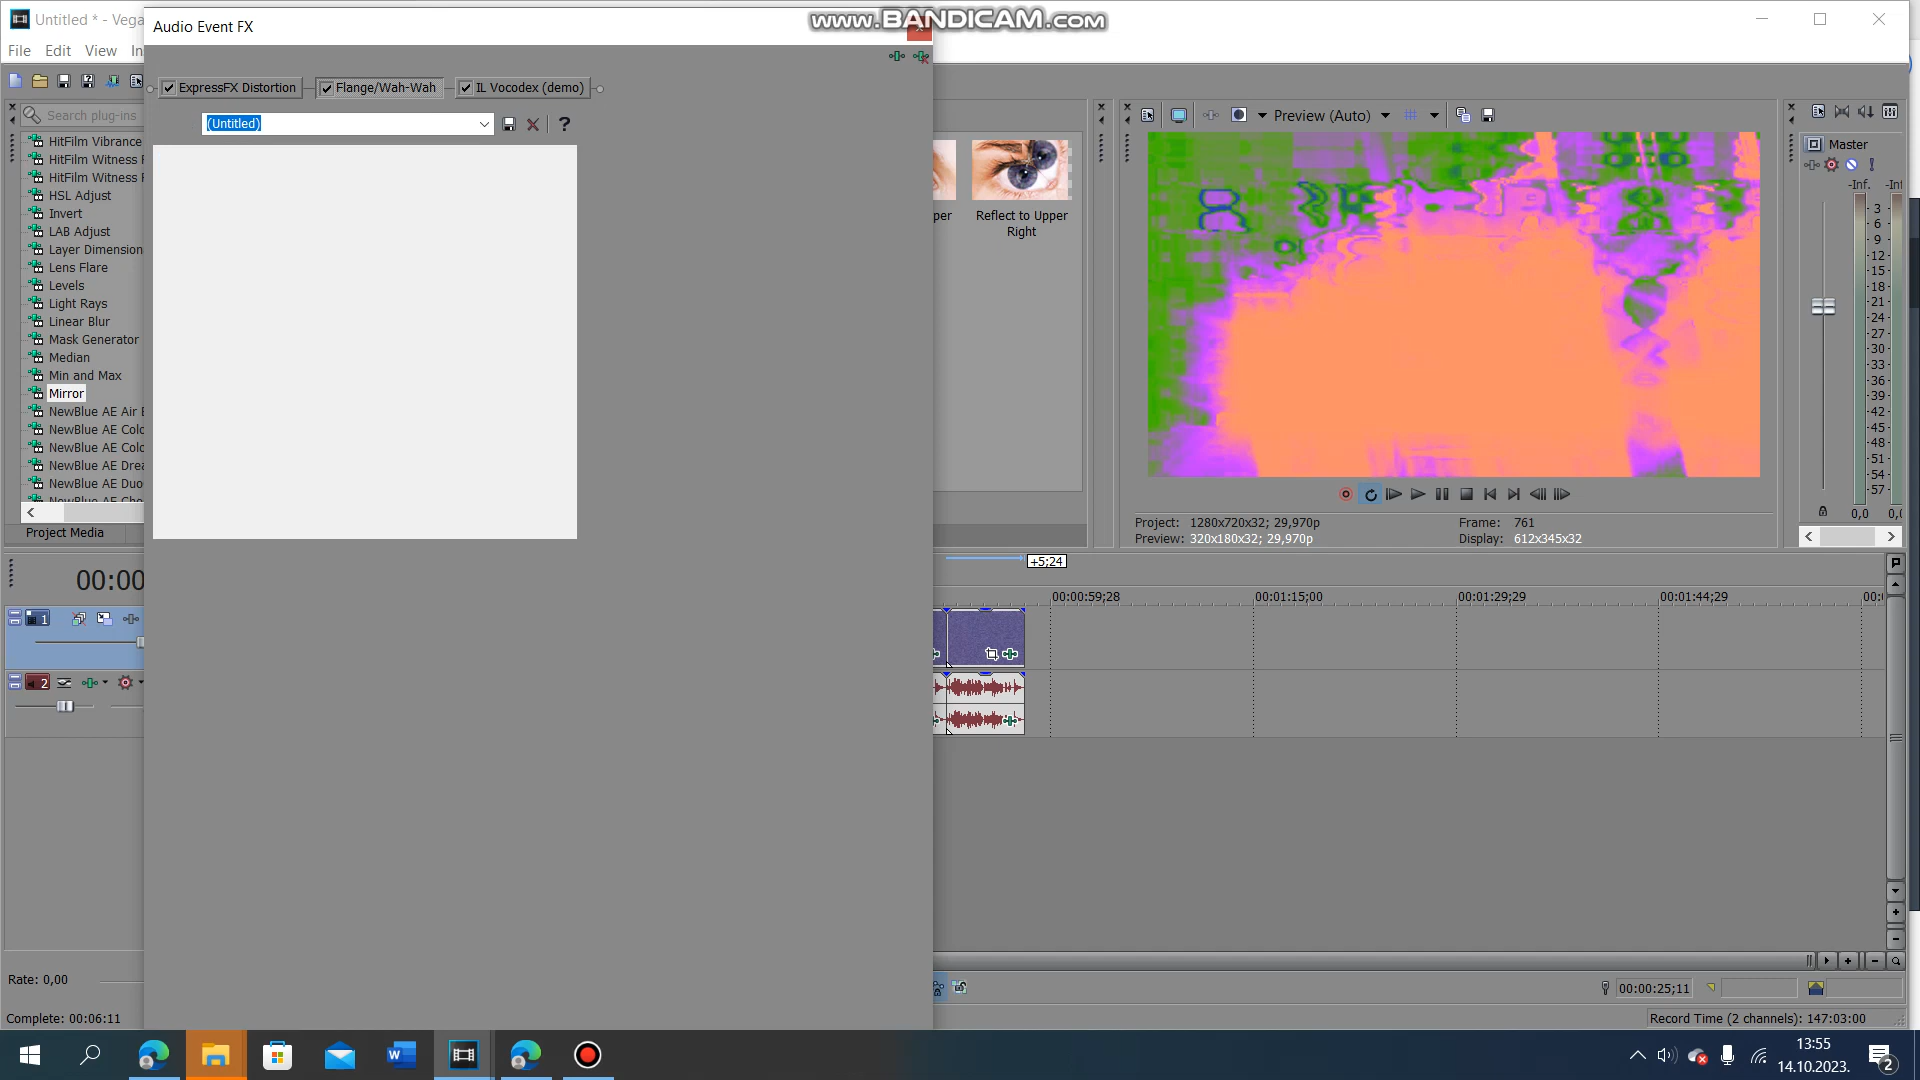 Untitled * - Vega
Audio Event FX
www.BANDICAM.com
File Edit View In
ExpressFX Distortion
Flange/Wah-Wah
IL Vocodex (demo)
(Untitled)
?
Search plug-ins
HitFilm Vibrance
HitFilm Witness F
HitFilm Witness F
HSL Adjust
Invert
LAB Adjust
Layer Dimension
Lens Flare
Levels
Light Rays
Linear Blur
Mask Generator
Median
Min and Max
Mirror
NewBlue AE Air B
NewBlue AE Colo
NewBlue AE Colo
NewBlue AE Drea
NewBlue AE Duo
Project Media
per
Reflect to Upper
Right
Preview (Auto)
Master
-Inf. -Inf
3
6
9
12
15
18
21
24
27
30
33
36
39
42
45
48
51
54
57
0,0 0,
Project: 1280x720x32; 29,970p
Preview: 320x180x32; 29,970p
Frame: 761
Display: 612x345x32
00:00
+5;24
00:00:59;28
00:01:15;00
00:01:29;29
00:01:44;29
00:
1
2
Rate: 0,00
Complete: 00:06:11
00:00:25;11
Record Time (2 channels): 147:03:00
13:55
14.10.2023.
2